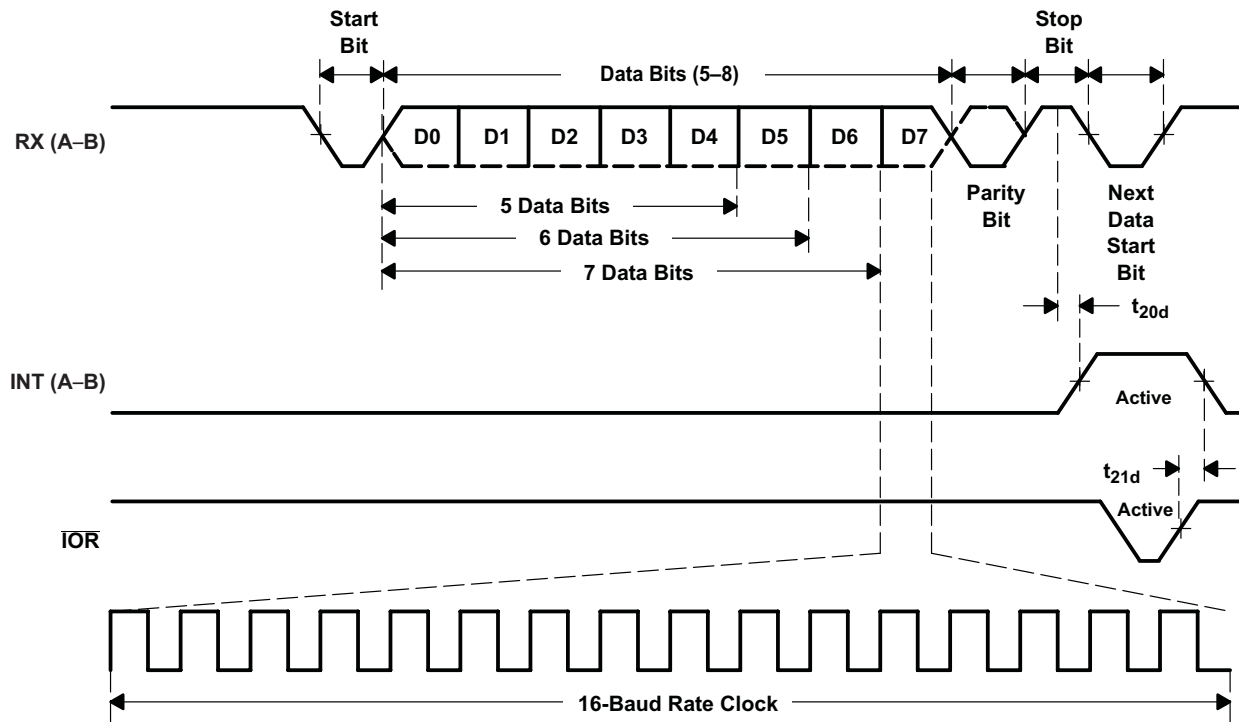 Start
Bit
Stop
Bit
Data Bits (5–8)
RX (A–B)
D0 D1 D2 D3 D4 D5 D6 D7
5 Data Bits
6 Data Bits
7 Data Bits
Parity
Bit
Next
Data
Start
Bit
t20d
INT (A–B)
Active
t21d
Active
IOR
16-Baud Rate Clock